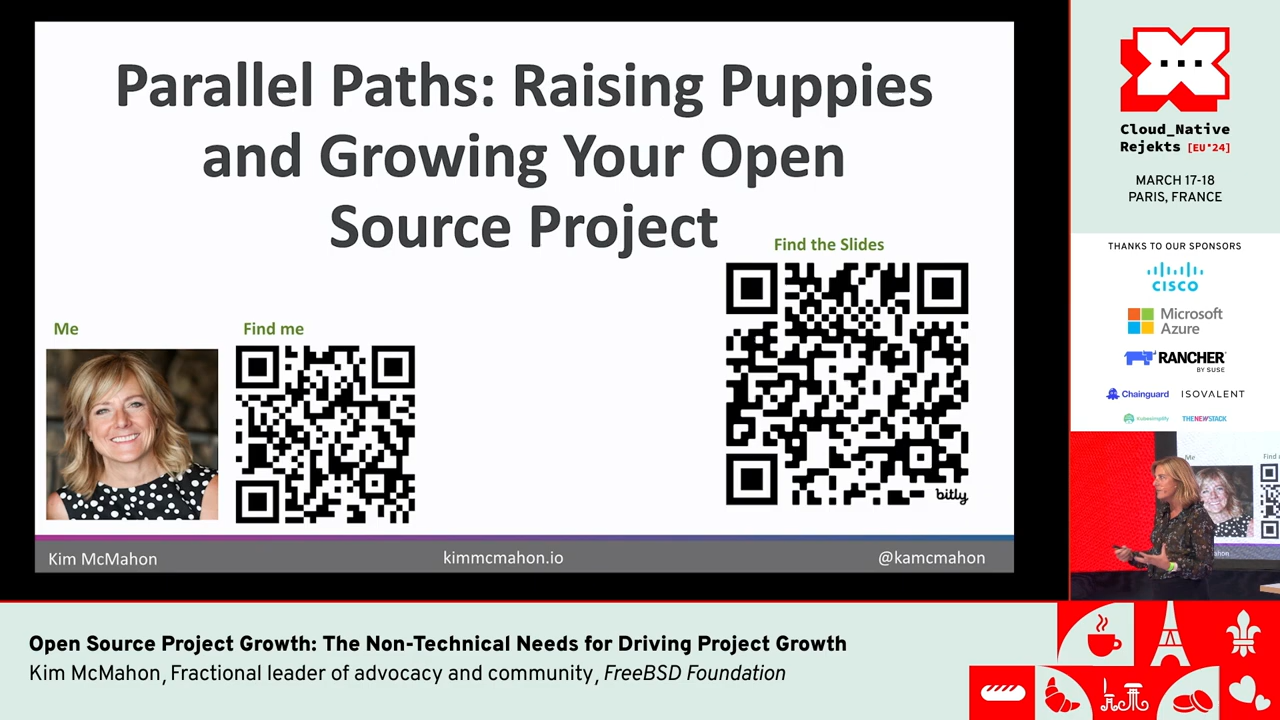 Parallel Paths: Raising Puppies
and Growing Your Open
Source Project
Find the Slides
Me
Find me
bitly
Kim McMahon
kimmcmahon.io
@kamcmahon
Cloud_Native
Rejekts [EU'24]
MARCH 17-18
PARIS, FRANCE
THANKS TO OUR SPONSORS
CISCO
Microsoft
Azure
RANCHER
BY SUSE
Chainguard
ISOVALENT
kubesimplify
THENEWSTACK
Me
Find
Open Source Project Growth: The Non-Technical Needs for Driving Project Growth
Kim McMahon, Fractional leader of advocacy and community, FreeBSD Foundation